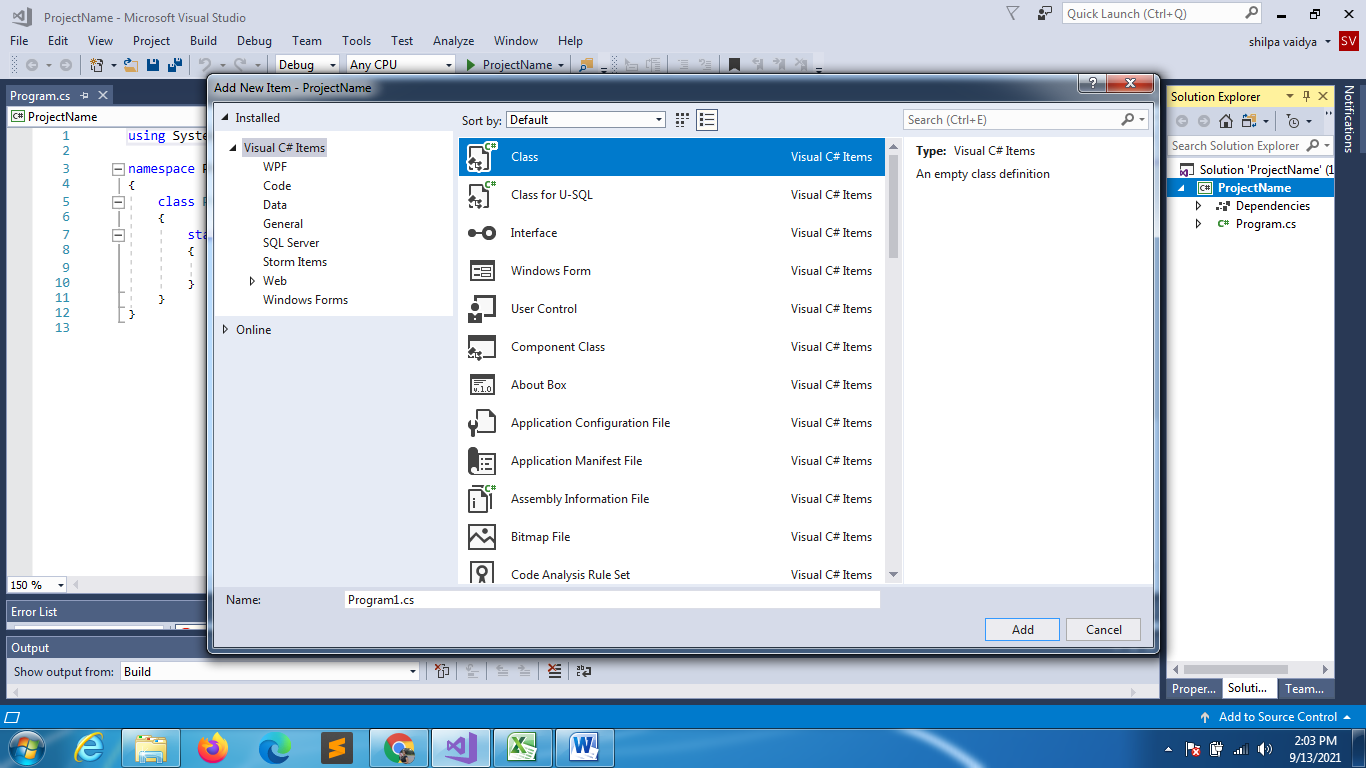 ProjectName - Microsoft Visual Studio
Quick Launch (Ctrl+Q)
File Edit View Project Build Debug Team Tools Test Analyze Window Help
shilpa vaidya SV
Debug Any CPU ProjectName
Program.cs
C# ProjectName
1 using Syste
2
3 namespace P
4 {
5 class P
6 {
7 sta
8 {
9
10 }
11 }
12 }
13
150 %
Error List
Output
Show output from: Build
Add New Item - ProjectName
Installed
Visual C# Items
WPF
Code
Data
General
SQL Server
Storm Items
Web
Windows Forms
Online
Sort by: Default
Search (Ctrl+E)
Class Visual C# Items
Class for U-SQL Visual C# Items
Interface Visual C# Items
Windows Form Visual C# Items
User Control Visual C# Items
Component Class Visual C# Items
About Box Visual C# Items
Application Configuration File Visual C# Items
Application Manifest File Visual C# Items
Assembly Information File Visual C# Items
Bitmap File Visual C# Items
Code Analysis Rule Set Visual C# Items
Type: Visual C# Items
An empty class definition
Name: Program1.cs
Add Cancel
Solution Explorer
Search Solution Explorer
Solution 'ProjectName' (1
C# ProjectName
Dependencies
C# Program.cs
Proper... Soluti... Team...
Notifications
Add to Source Control
2:03 PM
9/13/2021